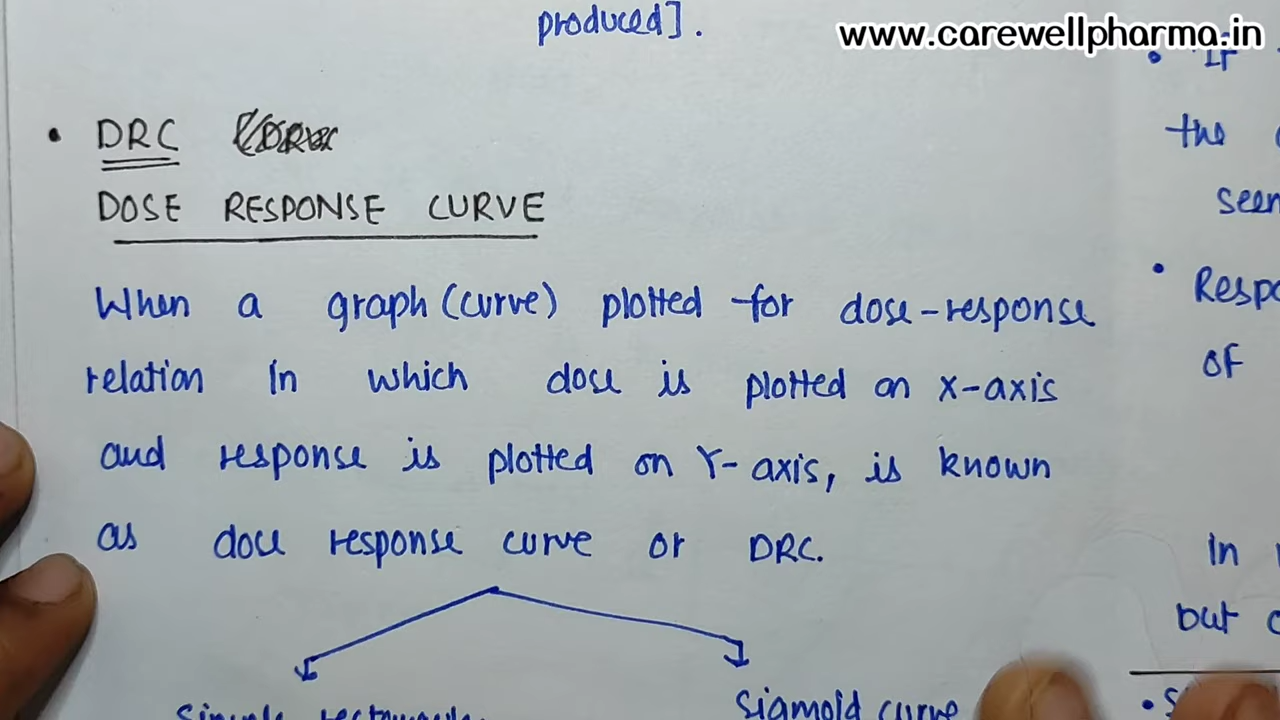 produced].
www.carewellpharma.in
• DRC
DOSE RESPONSE CURVE
When a graph (curve) plotted for dose-response
relation in which dose is plotted on x-axis
and response is plotted on Y-axis, is known
as dose response curve or DRC.
Sigmoid curve
• If
the
seen
•
of
In
but
•